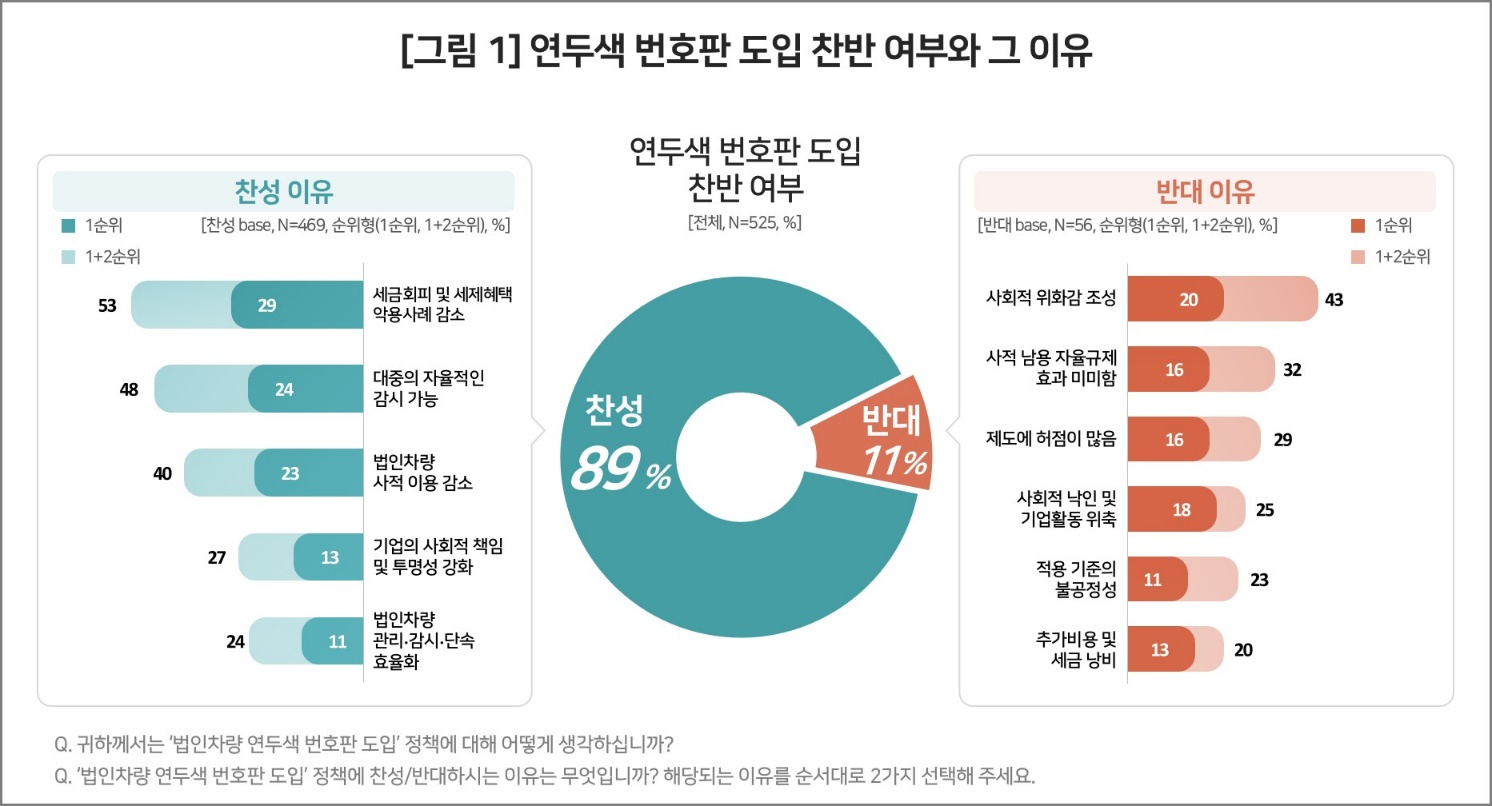 [그림 1] 연두색 번호판 도입 찬반 여부와 그 이유
찬성 이유
1순위
[찬성 base, N=469, 순위형(1순위, 1+2순위), %]
1+2순위
53
29
세금회피 및 세제혜택
악용사례 감소
48
24
대중의 자율적인
감시 가능
40
23
법인차량
사적 이용 감소
27
13
기업의 사회적 책임
및 투명성 강화
24
11
법인차량
관리·감시·단속
효율화
연두색 번호판 도입
찬반 여부
[전체, N=525, %]
찬성
89 %
반대
11%
반대 이유
[반대 base, N=56, 순위형(1순위, 1+2순위), %]
1순위
1+2순위
사회적 위화감 조성
20
43
사적 남용 자율규제
효과 미미함
16
32
제도에 허점이 많음
16
29
사회적 낙인 및
기업활동 위축
18
25
적용 기준의
불공정성
11
23
추가비용 및
세금 낭비
13
20
Q. 귀하께서는 ‘법인차량 연두색 번호판 도입’ 정책에 대해 어떻게 생각하십니까?
Q. ‘법인차량 연두색 번호판 도입’ 정책에 찬성/반대하시는 이유는 무엇입니까? 해당되는 이유를 순서대로 2가지 선택해 주세요.